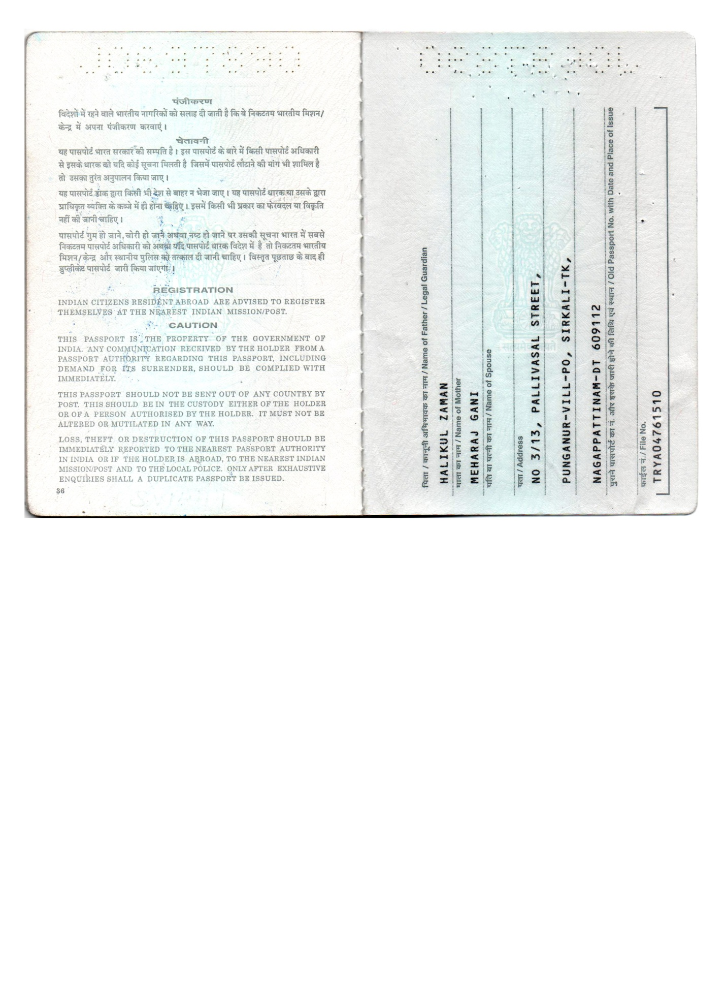 पंजीकरण
विदेशों में रहने वाले भारतीय नागरिकों को सलाह दी जाती है कि वे निकटतम भारतीय मिशन/
केन्द्र में अपना पंजीकरण करवाएं।
चेतावनी
यह पासपोर्ट भारत सरकार की सम्पत्ति है। इस पासपोर्ट के बारे में किसी पासपोर्ट अधिकारी
से इसके धारक को यदि कोई सूचना मिलती है जिसमें पासपोर्ट लौटाने की मांग भी शामिल है
तो उसका तुरंत अनुपालन किया जाए।
यह पासपोर्ट डाक द्वारा किसी भी देश से बाहर न भेजा जाए। यह पासपोर्ट धारक या उसके द्वारा
प्राधिकृत व्यक्ति के कब्जे में ही होना चाहिए। इसमें किसी भी प्रकार का फेरबदल या विकृति
नहीं की जानी चाहिए।
पासपोर्ट गुम हो जाने, चोरी हो जाने अथवा नष्ट हो जाने पर उसकी सूचना भारत में सबसे
निकटतम पासपोर्ट अधिकारी को अथवा यदि पासपोर्ट धारक विदेश में है तो निकटतम भारतीय
मिशन/केन्द्र और स्थानीय पुलिस को तत्काल दी जानी चाहिए। विस्तृत पूछताछ के बाद ही
डुप्लीकेट पासपोर्ट जारी किया जाएगा।
REGISTRATION
INDIAN CITIZENS RESIDENT ABROAD ARE ADVISED TO REGISTER
THEMSELVES AT THE NEAREST INDIAN MISSION/POST.
CAUTION
THIS PASSPORT IS THE PROPERTY OF THE GOVERNMENT OF
INDIA. ANY COMMUNICATION RECEIVED BY THE HOLDER FROM A
PASSPORT AUTHORITY REGARDING THIS PASSPORT, INCLUDING
DEMAND FOR ITS SURRENDER, SHOULD BE COMPLIED WITH
IMMEDIATELY.
THIS PASSPORT SHOULD NOT BE SENT OUT OF ANY COUNTRY BY
POST. THIS SHOULD BE IN THE CUSTODY EITHER OF THE HOLDER
OR OF A PERSON AUTHORISED BY THE HOLDER. IT MUST NOT BE
ALTERED OR MUTILATED IN ANY WAY.
LOSS, THEFT OR DESTRUCTION OF THIS PASSPORT SHOULD BE
IMMEDIATELY REPORTED TO THE NEAREST PASSPORT AUTHORITY
IN INDIA OR IF THE HOLDER IS ABROAD, TO THE NEAREST INDIAN
MISSION/POST AND TO THE LOCAL POLICE. ONLY AFTER EXHAUSTIVE
ENQUIRIES SHALL A DUPLICATE PASSPORT BE ISSUED.
36
पिता / कानूनी अभिभावक का नाम / Name of Father / Legal Guardian
HALIKUL ZAMAN
माता का नाम / Name of Mother
MEHARAJ GANI
पति या पत्नी का नाम / Name of Spouse
पता / Address
NO 3/13, PALLIVASAL STREET,
PUNGANUR-VILL-PO, SIRKALI-TK,
NAGAPPATTINAM-DT 609112
पुराने पासपोर्ट का नं. और इसके जारी होने की तिथि एवं स्थान / Old Passport No. with Date and Place of Issue
फाईल नं./ File No.
TRYA04761510
सत्यमेव जयते